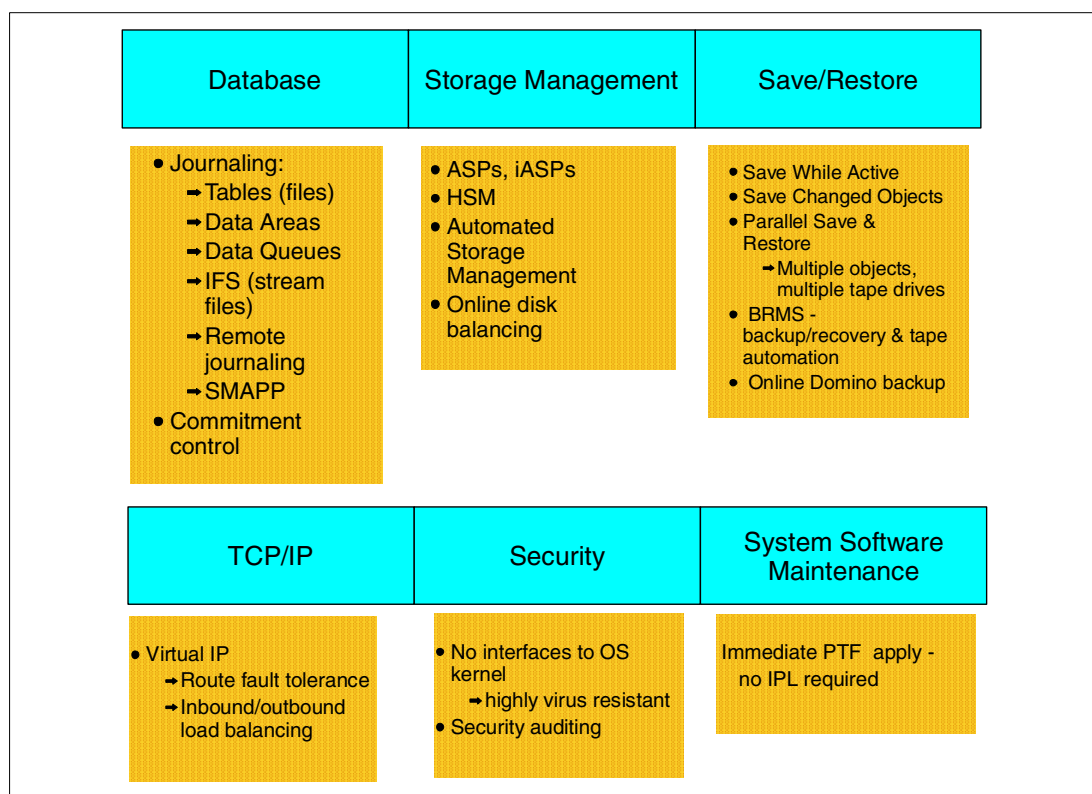 Database
Storage Management
Save/Restore
• Journaling:
➞ Tables (files)
➞ Data Areas
➞ Data Queues
➞ IFS (stream
files)
➞ Remote
journaling
➞ SMAPP
• Commitment
control
• ASPs, iASPs
• HSM
• Automated
Storage
Management
• Online disk
balancing
• Save While Active
• Save Changed Objects
• Parallel Save &
Restore
➞ Multiple objects,
multiple tape drives
• BRMS -
backup/recovery & tape
automation
• Online Domino backup
TCP/IP
Security
System Software
Maintenance
• Virtual IP
➞ Route fault tolerance
➞ Inbound/outbound
load balancing
• No interfaces to OS
kernel
➞ highly virus resistant
• Security auditing
Immediate PTF apply -
no IPL required